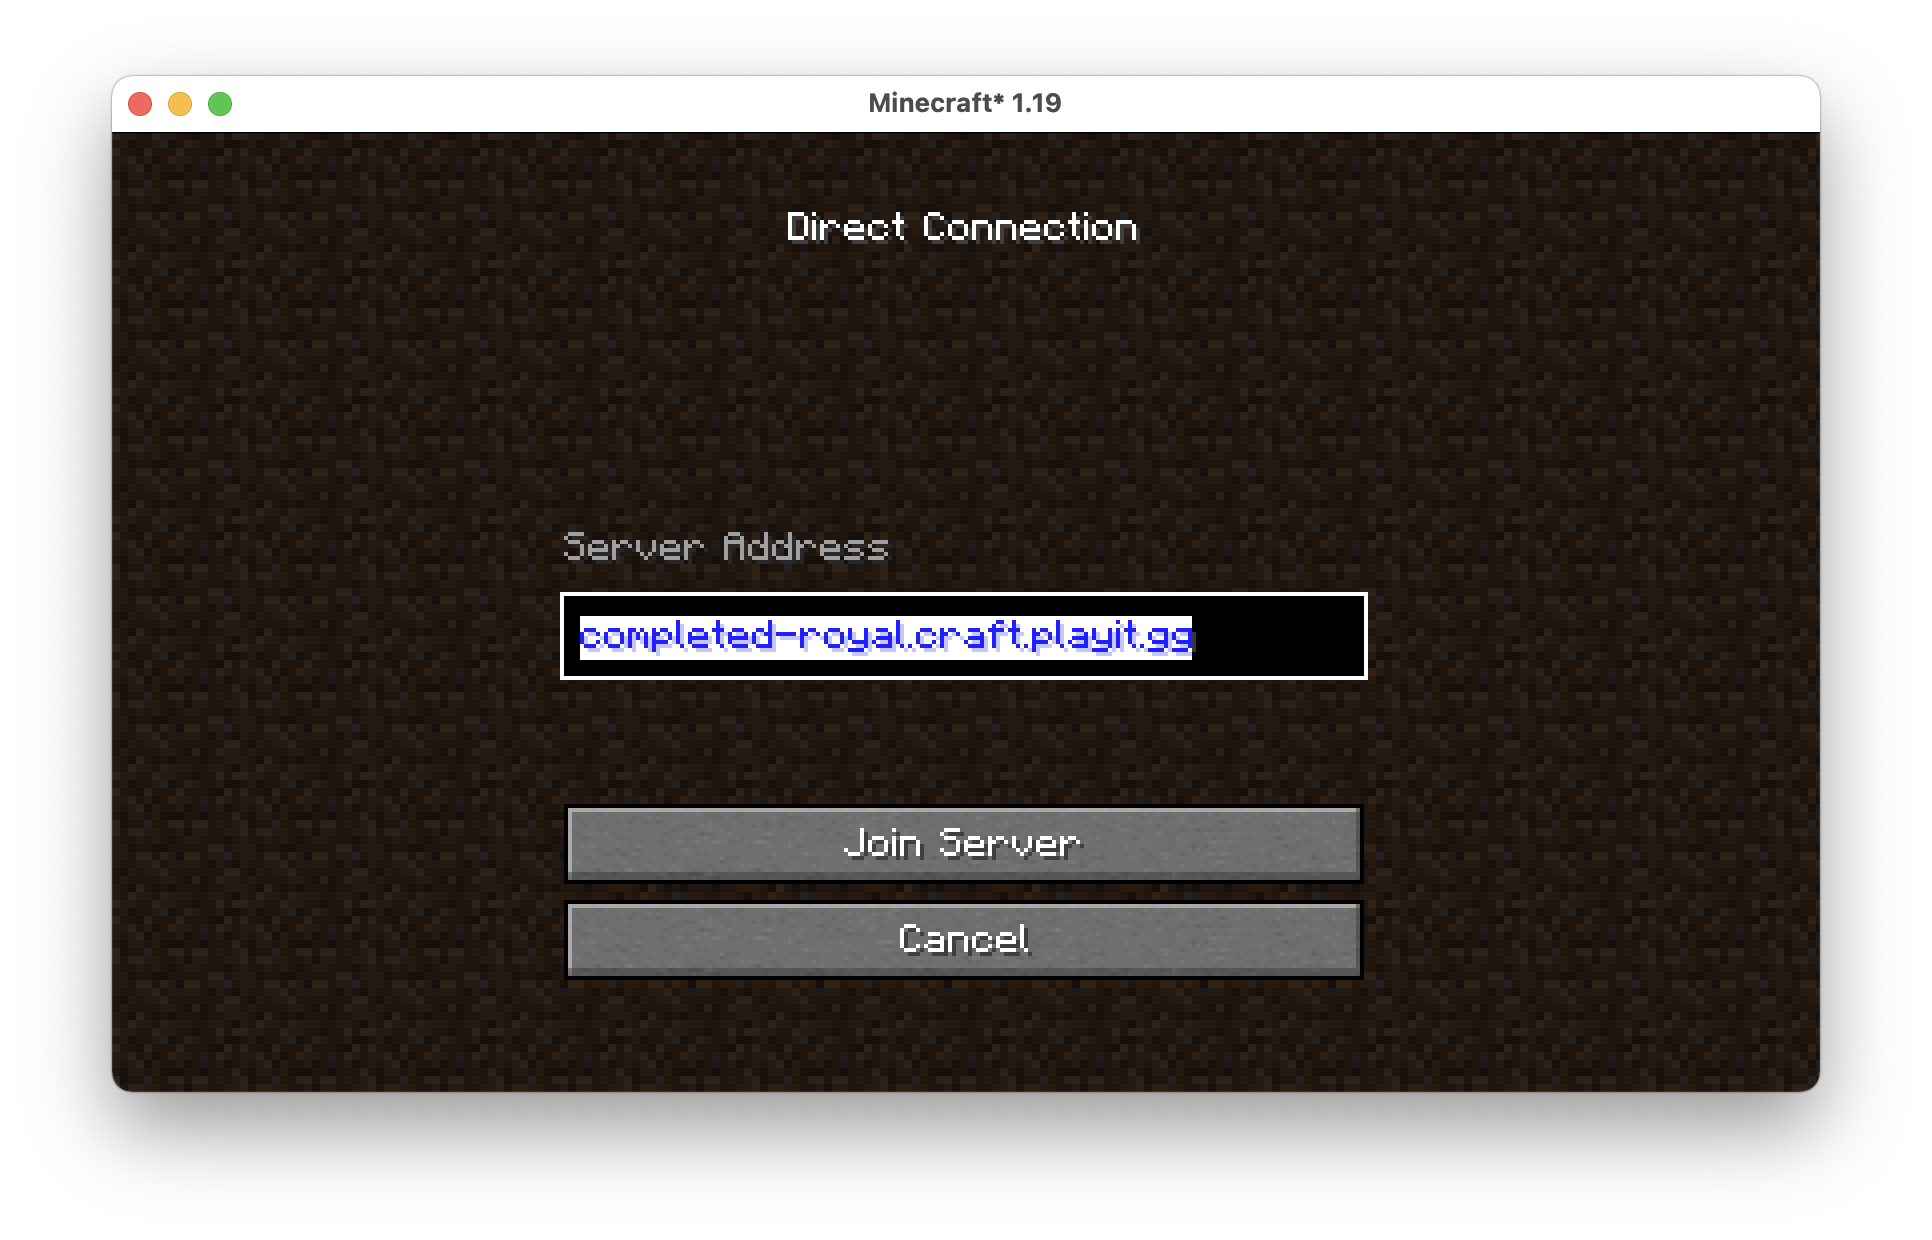 Minecraft* 1.19
Direct Connection
Server Address
completed-royal.craft.playit.gg
Join Server
Cancel